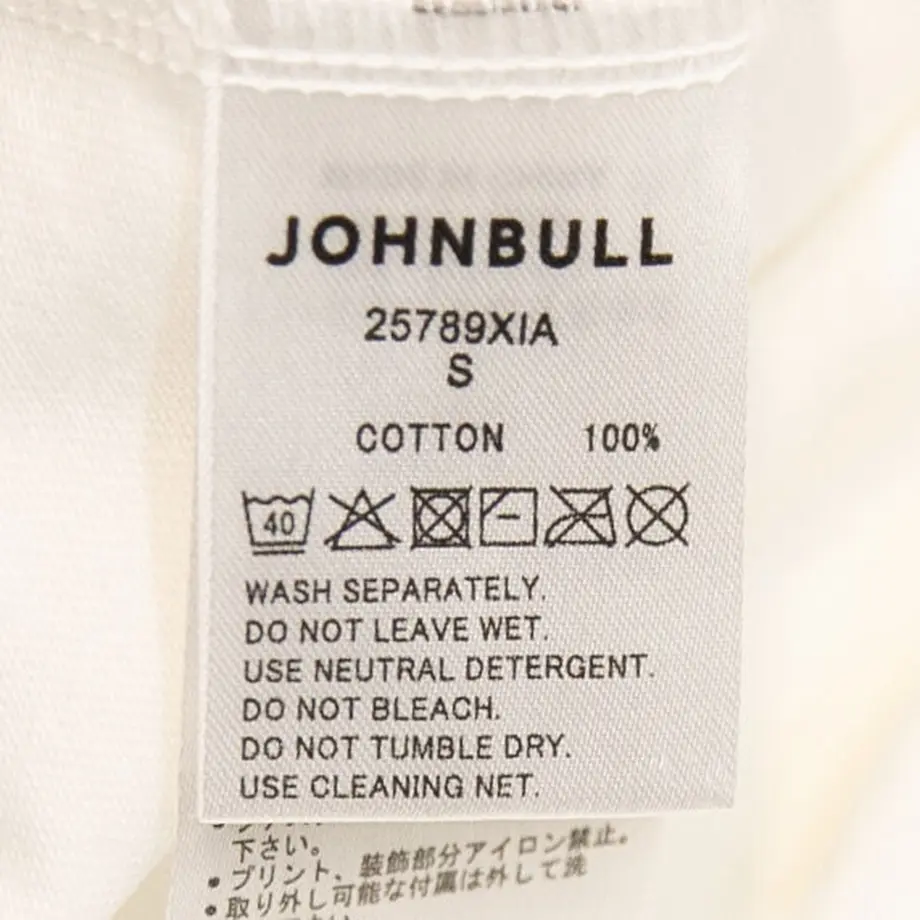 JOHNBULL
25789XIA
S
COTTON 100%
40
WASH SEPARATELY.
DO NOT LEAVE WET.
USE NEUTRAL DETERGENT.
DO NOT BLEACH.
DO NOT TUMBLE DRY.
USE CLEANING NET.
下さい。
・プリント、装飾部分アイロン禁止。
・取り外し可能な付属は外して洗